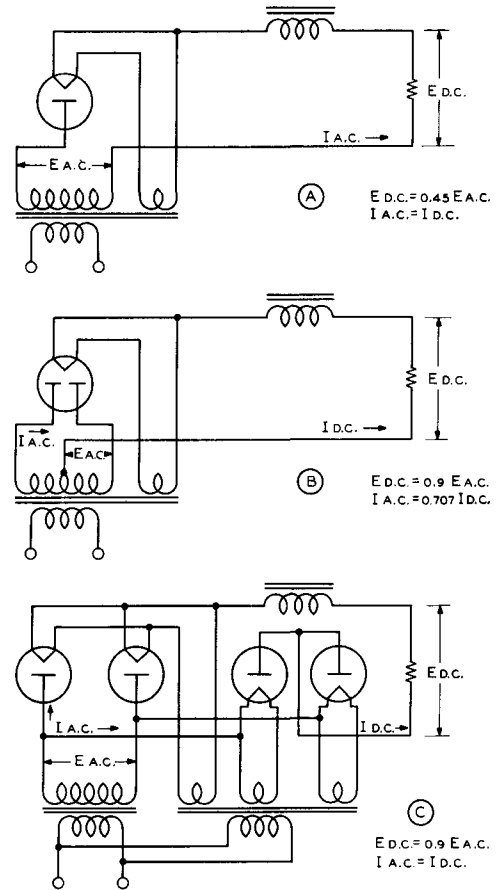 E D.C.
I A.C.
E A.C.
A
E D.C.= 0.45 E A.C.
I A.C.= I D.C.
E D.C.
I A.C.
I D.C.
E A.C.
B
E D.C.= 0.9 E A.C.
I A.C.= 0.707 I D.C.
E D.C.
I A.C.
I D.C.
E A.C.
C
E D.C.= 0.9 E A.C.
I A.C.= I D.C.